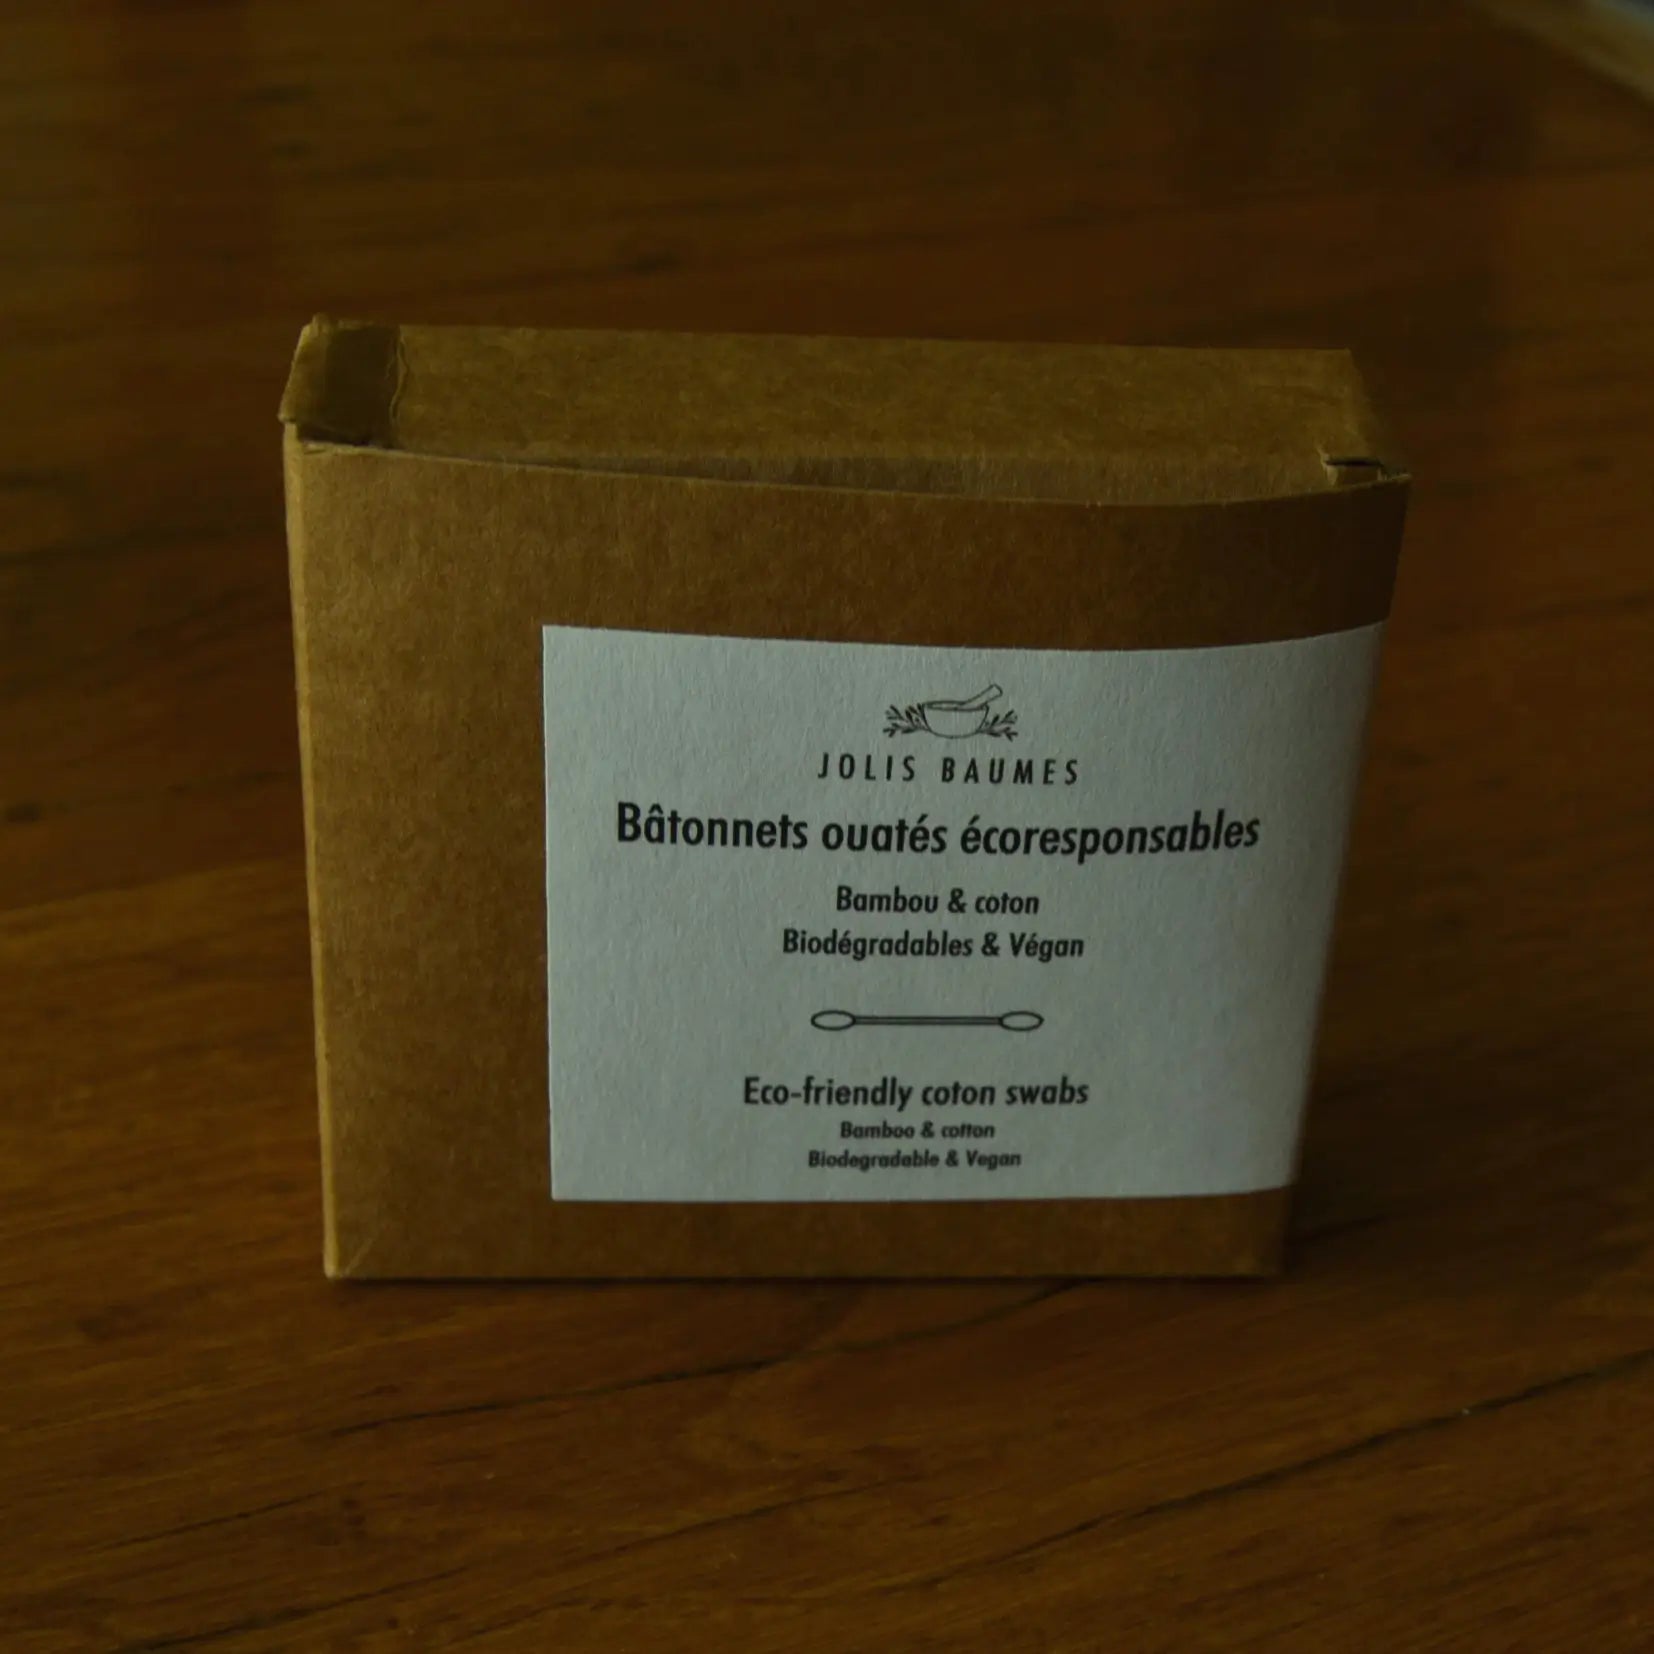 JOLIS BAUMES
Bâtonnets ouatés écoresponsables
Bambou & coton
Biodégradables & Végan
Eco-friendly coton swabs
Bamboo & cotton
Biodegradable & Vegan